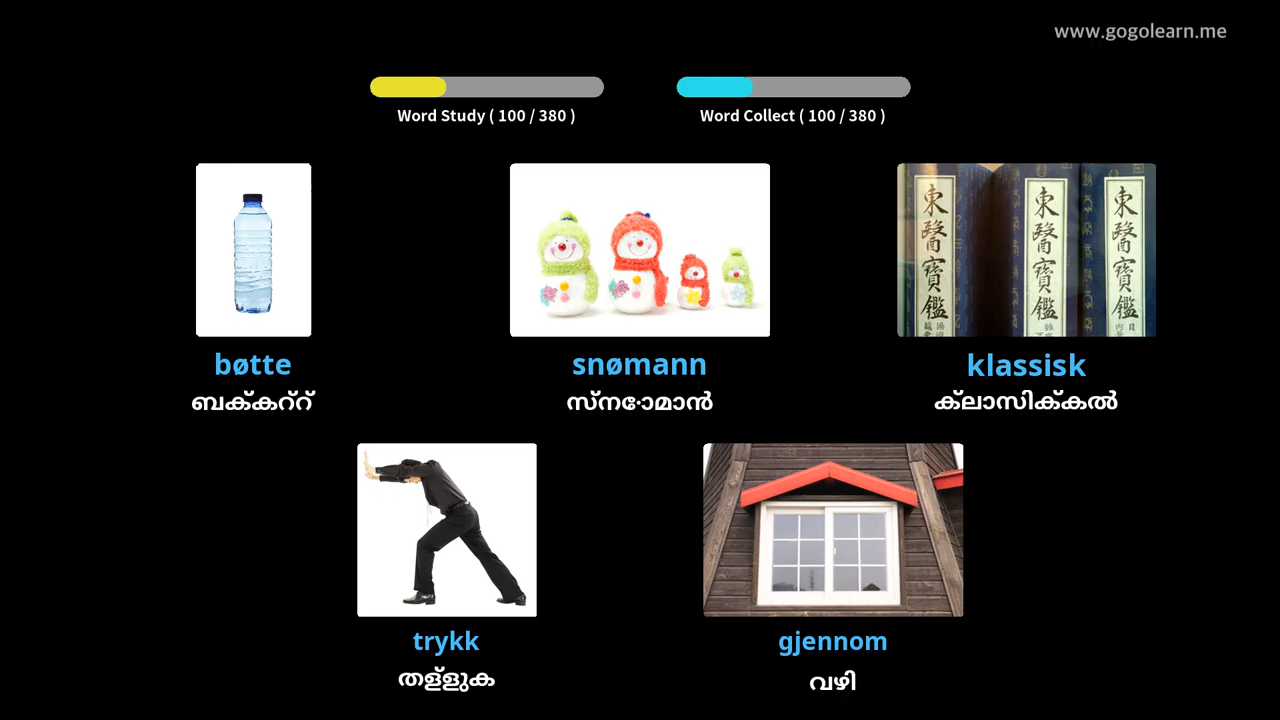 www.gogolearn.me
Word Study ( 100 / 380 )
Word Collect ( 100 / 380 )
東醫寶鑑
東醫寶鑑
東醫寶鑑
bøtte
snømann
klassisk
ബക്കറ്റ്
സ്നോമാൻ
ക്ലാസിക്കൽ
trykk
gjennom
തള്ളുക
വഴി